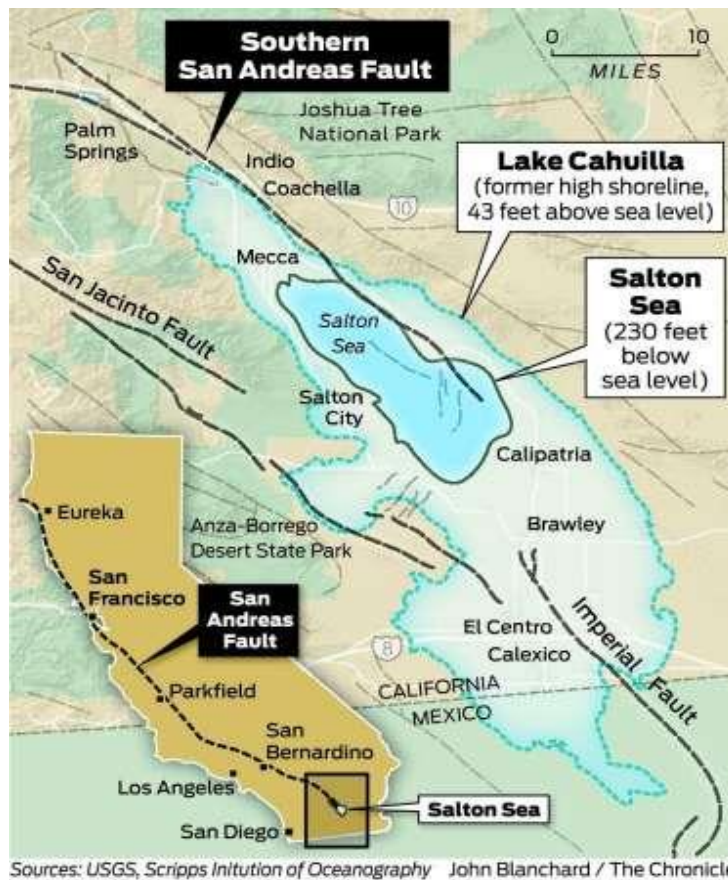 Southern
San Andreas Fault
0 10
MILES
Joshua Tree
National Park
Palm
Springs
Indio
Coachella
10
Lake Cahuilla
(former high shoreline,
43 feet above sea level)
Mecca
San Jacinto Fault
Salton
Sea
Salton
Sea
(230 feet
below
sea level)
Salton
City
Calipatria
Eureka
Anza-Borrego
Desert State Park
Brawley
San
Francisco
San
Andreas
Fault
El Centro
Calexico
Imperial Fault
8
CALIFORNIA
MEXICO
Parkfield
San
Bernardino
Los Angeles
San Diego
Salton Sea
Sources: USGS, Scripps Initution of Oceanography John Blanchard / The Chronicl